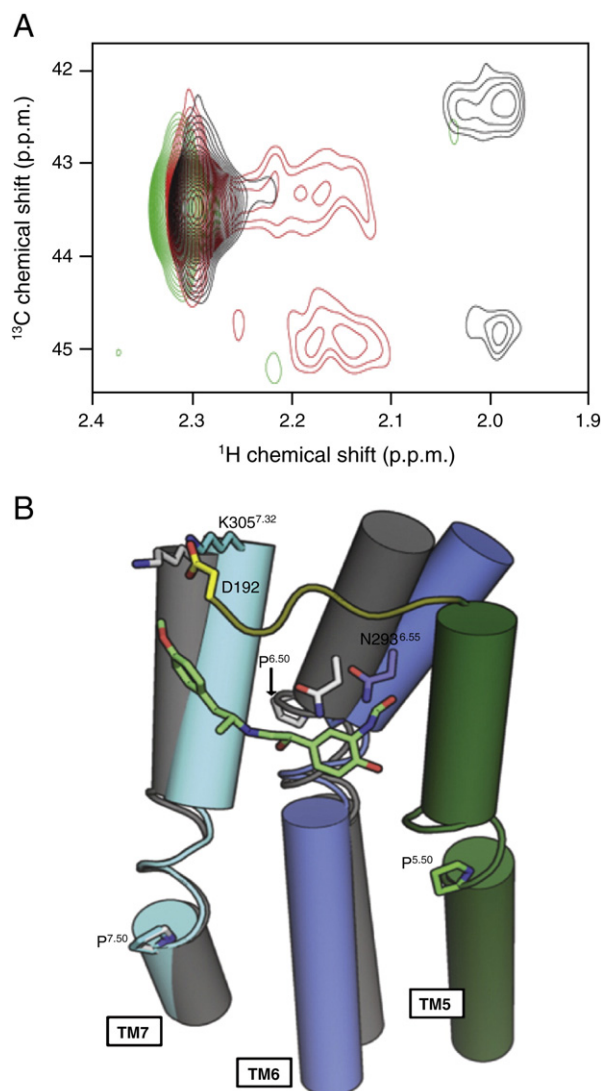 A
42
43
44
45
¹³C chemical shift (p.p.m.)
2.4 2.3 2.2 2.1 2.0 1.9
¹H chemical shift (p.p.m.)
B
K305⁷·³²
D192
N293⁶·⁵⁵
P⁶·⁵⁰
P⁵·⁵⁰
P⁷·⁵⁰
TM7
TM6
TM5